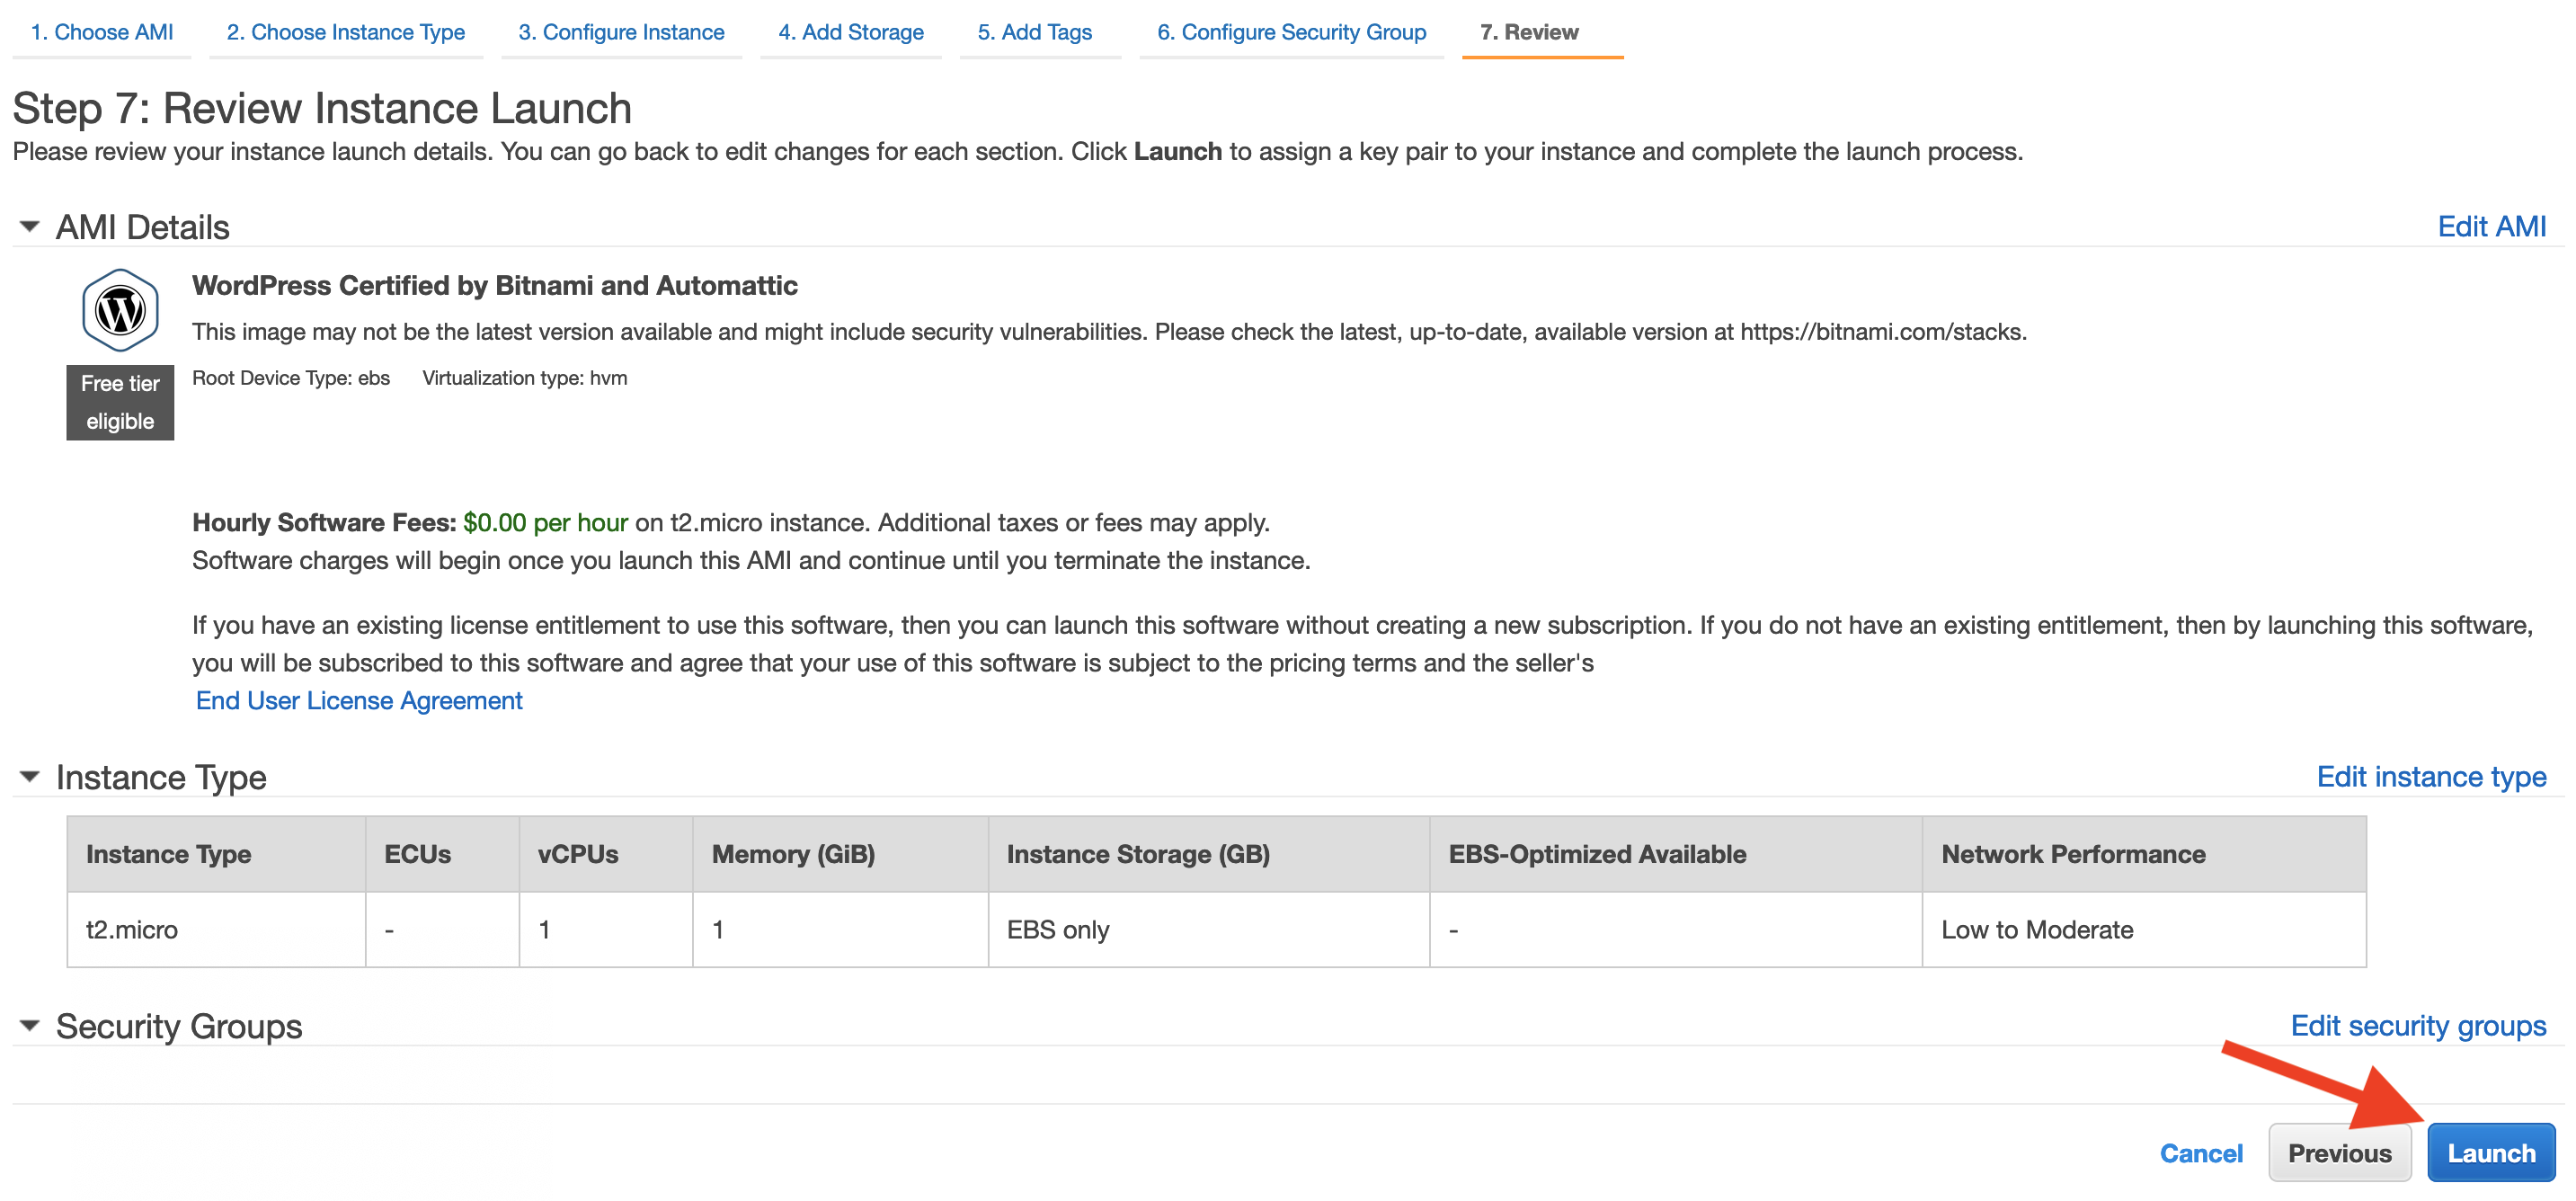 1. Choose AMI 2. Choose Instance Type 3. Configure Instance 4. Add Storage 5. Add Tags 6. Configure Security Group 7. Review
Step 7: Review Instance Launch
Please review your instance launch details. You can go back to edit changes for each section. Click Launch to assign a key pair to your instance and complete the launch process.
AMI Details Edit AMI
WordPress Certified by Bitnami and Automattic
This image may not be the latest version available and might include security vulnerabilities. Please check the latest, up-to-date, available version at https://bitnami.com/stacks.
Free tier
eligible
Root Device Type: ebs Virtualization type: hvm
Hourly Software Fees: $0.00 per hour on t2.micro instance. Additional taxes or fees may apply.
Software charges will begin once you launch this AMI and continue until you terminate the instance.
If you have an existing license entitlement to use this software, then you can launch this software without creating a new subscription. If you do not have an existing entitlement, then by launching this software,
you will be subscribed to this software and agree that your use of this software is subject to the pricing terms and the seller's
End User License Agreement
Instance Type Edit instance type
Instance Type ECUs vCPUs Memory (GiB) Instance Storage (GB) EBS-Optimized Available Network Performance
t2.micro - 1 1 EBS only - Low to Moderate
Security Groups Edit security groups
Cancel Previous Launch